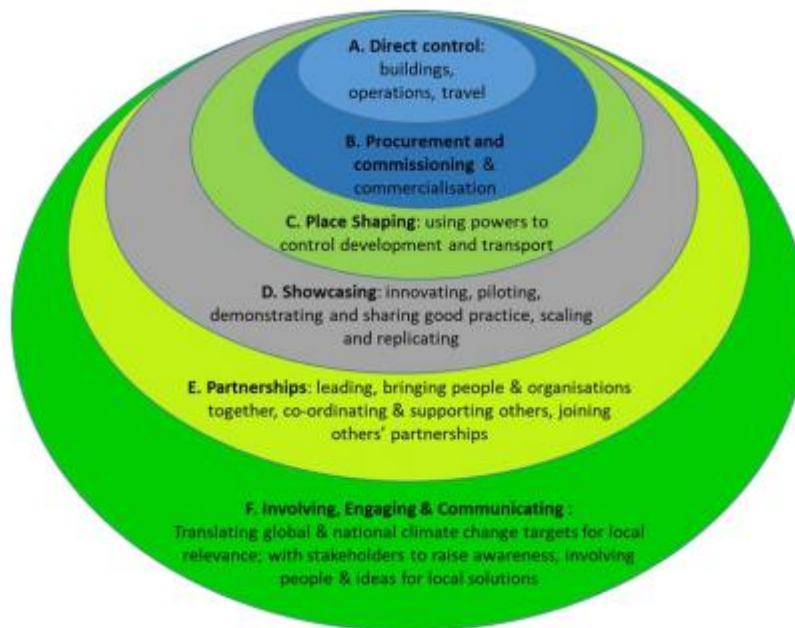 A. Direct control:
buildings,
operations, travel
B. Procurement and
commissioning & 
commercialisation
C. Place Shaping: using powers to
control development and transport
D. Showcasing: innovating, piloting,
demonstrating and sharing good practice, scaling
and replicating
E. Partnerships: leading, bringing people & organisations
together, co-ordinating & supporting others, joining
others’ partnerships
F. Involving, Engaging & Communicating :
Translating global & national climate change targets for local
relevance; with stakeholders to raise awareness, involving
people & ideas for local solutions